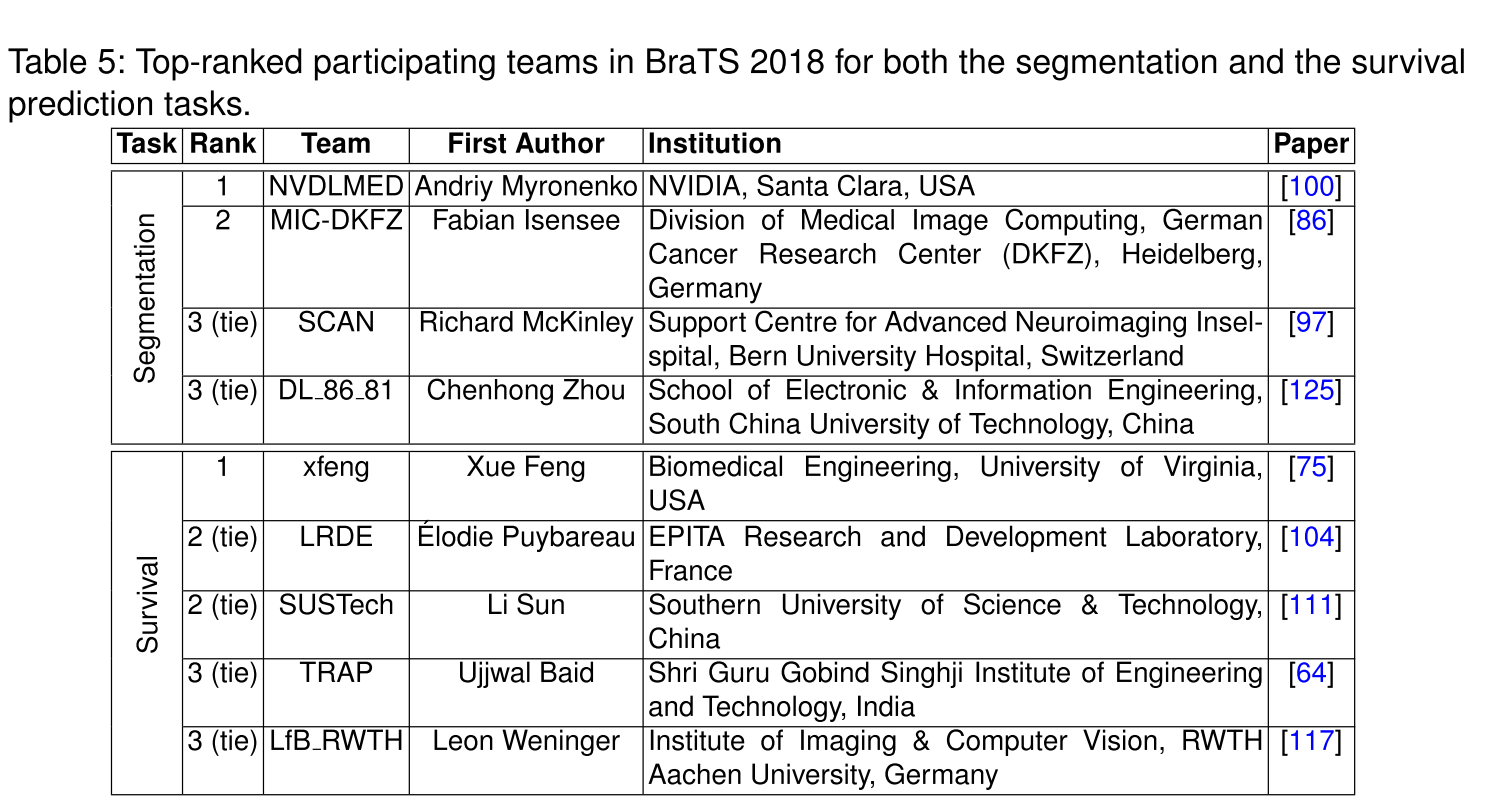 Table 5: Top-ranked participating teams in BraTS 2018 for both the segmentation and the survival
prediction tasks.
Task Rank Team First Author Institution Paper
Segmentation
1 NVDLMED Andriy Myronenko NVIDIA, Santa Clara, USA [100]
2 MIC-DKFZ Fabian Isensee Division of Medical Image Computing, German [86]
Cancer Research Center (DKFZ), Heidelberg,
Germany
3 (tie) SCAN Richard McKinley Support Centre for Advanced Neuroimaging Insel- [97]
spital, Bern University Hospital, Switzerland
3 (tie) DL_86_81 Chenhong Zhou School of Electronic & Information Engineering, [125]
South China University of Technology, China
Survival
1 xfeng Xue Feng Biomedical Engineering, University of Virginia, [75]
USA
2 (tie) LRDE Élodie Puybareau EPITA Research and Development Laboratory, [104]
France
2 (tie) SUSTech Li Sun Southern University of Science & Technology, [111]
China
3 (tie) TRAP Ujjwal Baid Shri Guru Gobind Singhji Institute of Engineering [64]
and Technology, India
3 (tie) LfB_RWTH Leon Weninger Institute of Imaging & Computer Vision, RWTH [117]
Aachen University, Germany